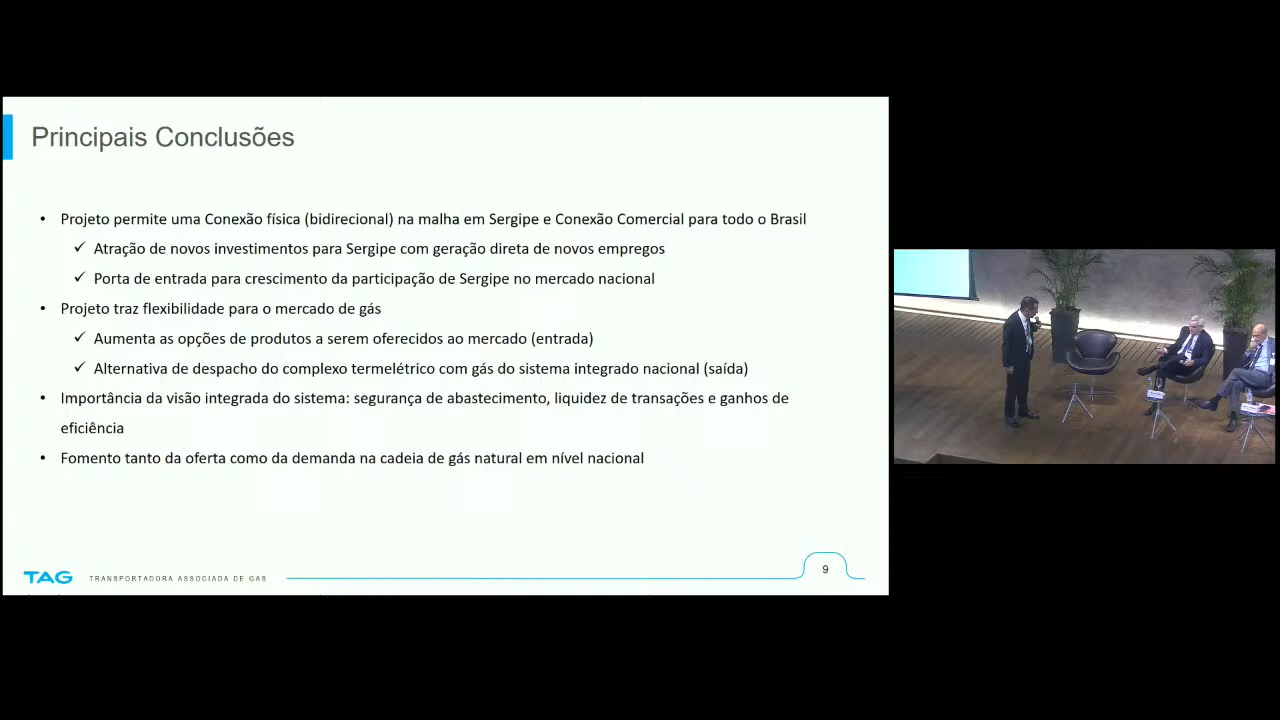 Principais Conclusões
• Projeto permite uma Conexão física (bidirecional) na malha em Sergipe e Conexão Comercial para todo o Brasil
✓ Atração de novos investimentos para Sergipe com geração direta de novos empregos
✓ Porta de entrada para crescimento da participação de Sergipe no mercado nacional
• Projeto traz flexibilidade para o mercado de gás
✓ Aumenta as opções de produtos a serem oferecidos ao mercado (entrada)
✓ Alternativa de despacho do complexo termelétrico com gás do sistema integrado nacional (saída)
• Importância da visão integrada do sistema: segurança de abastecimento, liquidez de transações e ganhos de
eficiência
• Fomento tanto da oferta como da demanda na cadeia de gás natural em nível nacional
TAG TRANSPORTADORA ASSOCIADA DE GAS
9